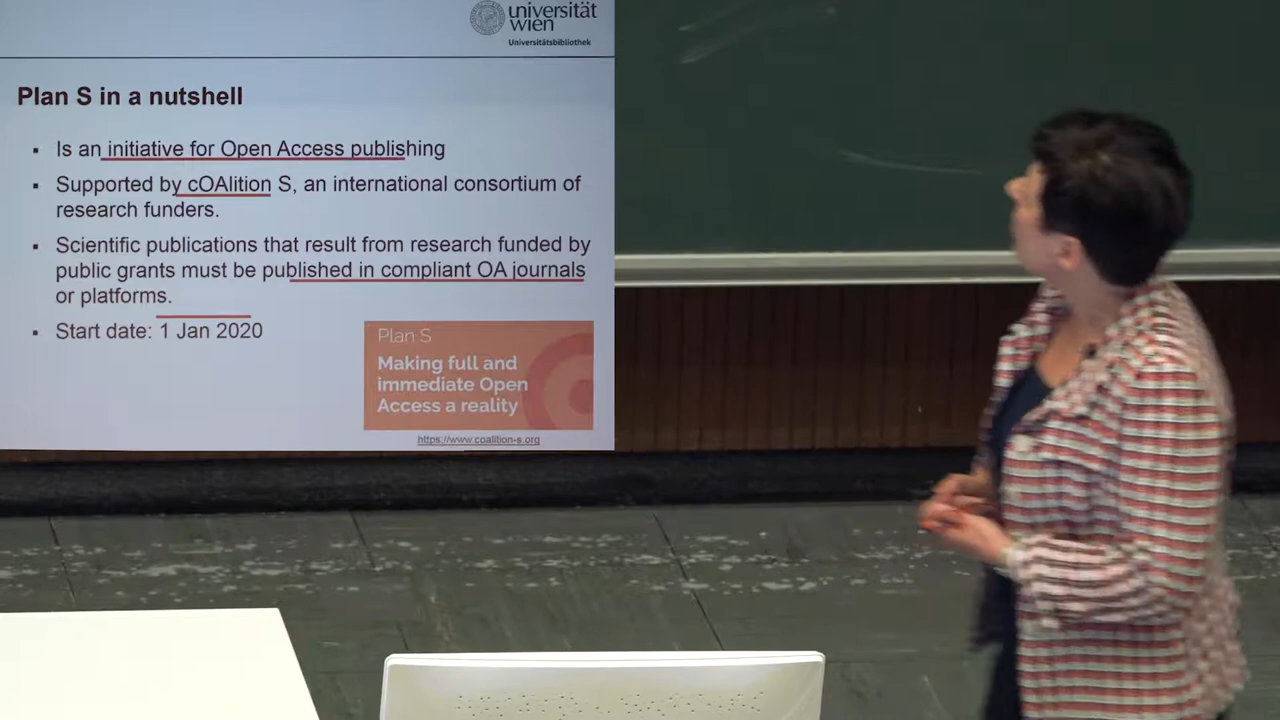 universität
wien
Universitätsbibliothek
Plan S in a nutshell
▪ Is an initiative for Open Access publishing
▪ Supported by cOAlition S, an international consortium of
research funders.
▪ Scientific publications that result from research funded by
public grants must be published in compliant OA journals
or platforms.
▪ Start date: 1 Jan 2020
Plan S
Making full and
immediate Open
Access a reality
https://www.coalition-s.org